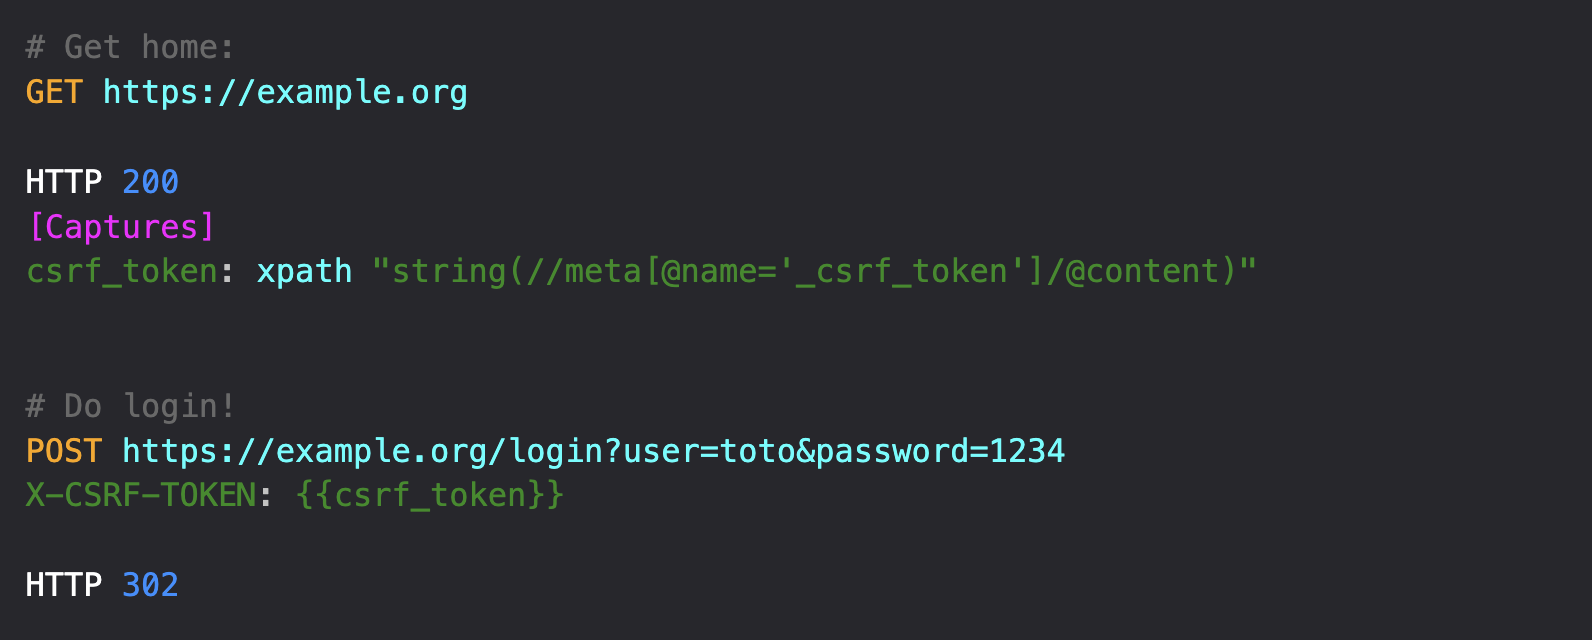 # Get home:
GET https://example.org
HTTP 200
[Captures]
csrf_token: xpath "string(//meta[@name='_csrf_token']/@content)"
# Do login!
POST https://example.org/login?user=toto&password=1234
X-CSRF-TOKEN: {{csrf_token}}
HTTP 302